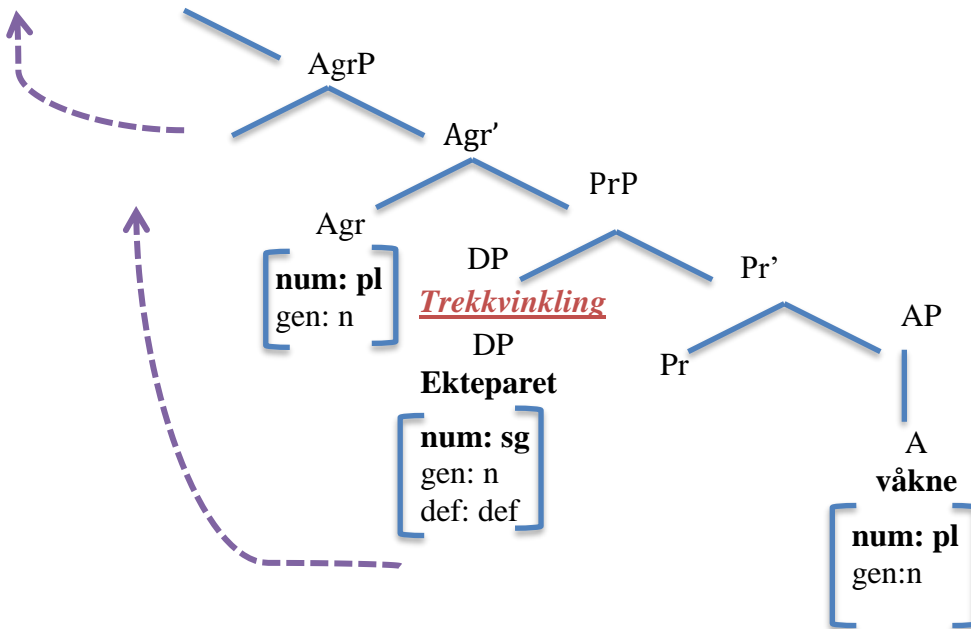 AgrP
Agr’
PrP
Agr
num: pl
gen: n
DP
Trekkvinkling
DP
Ekteparet
num: sg
gen: n
def: def
Pr’
Pr
AP
A
våkne
num: pl
gen:n